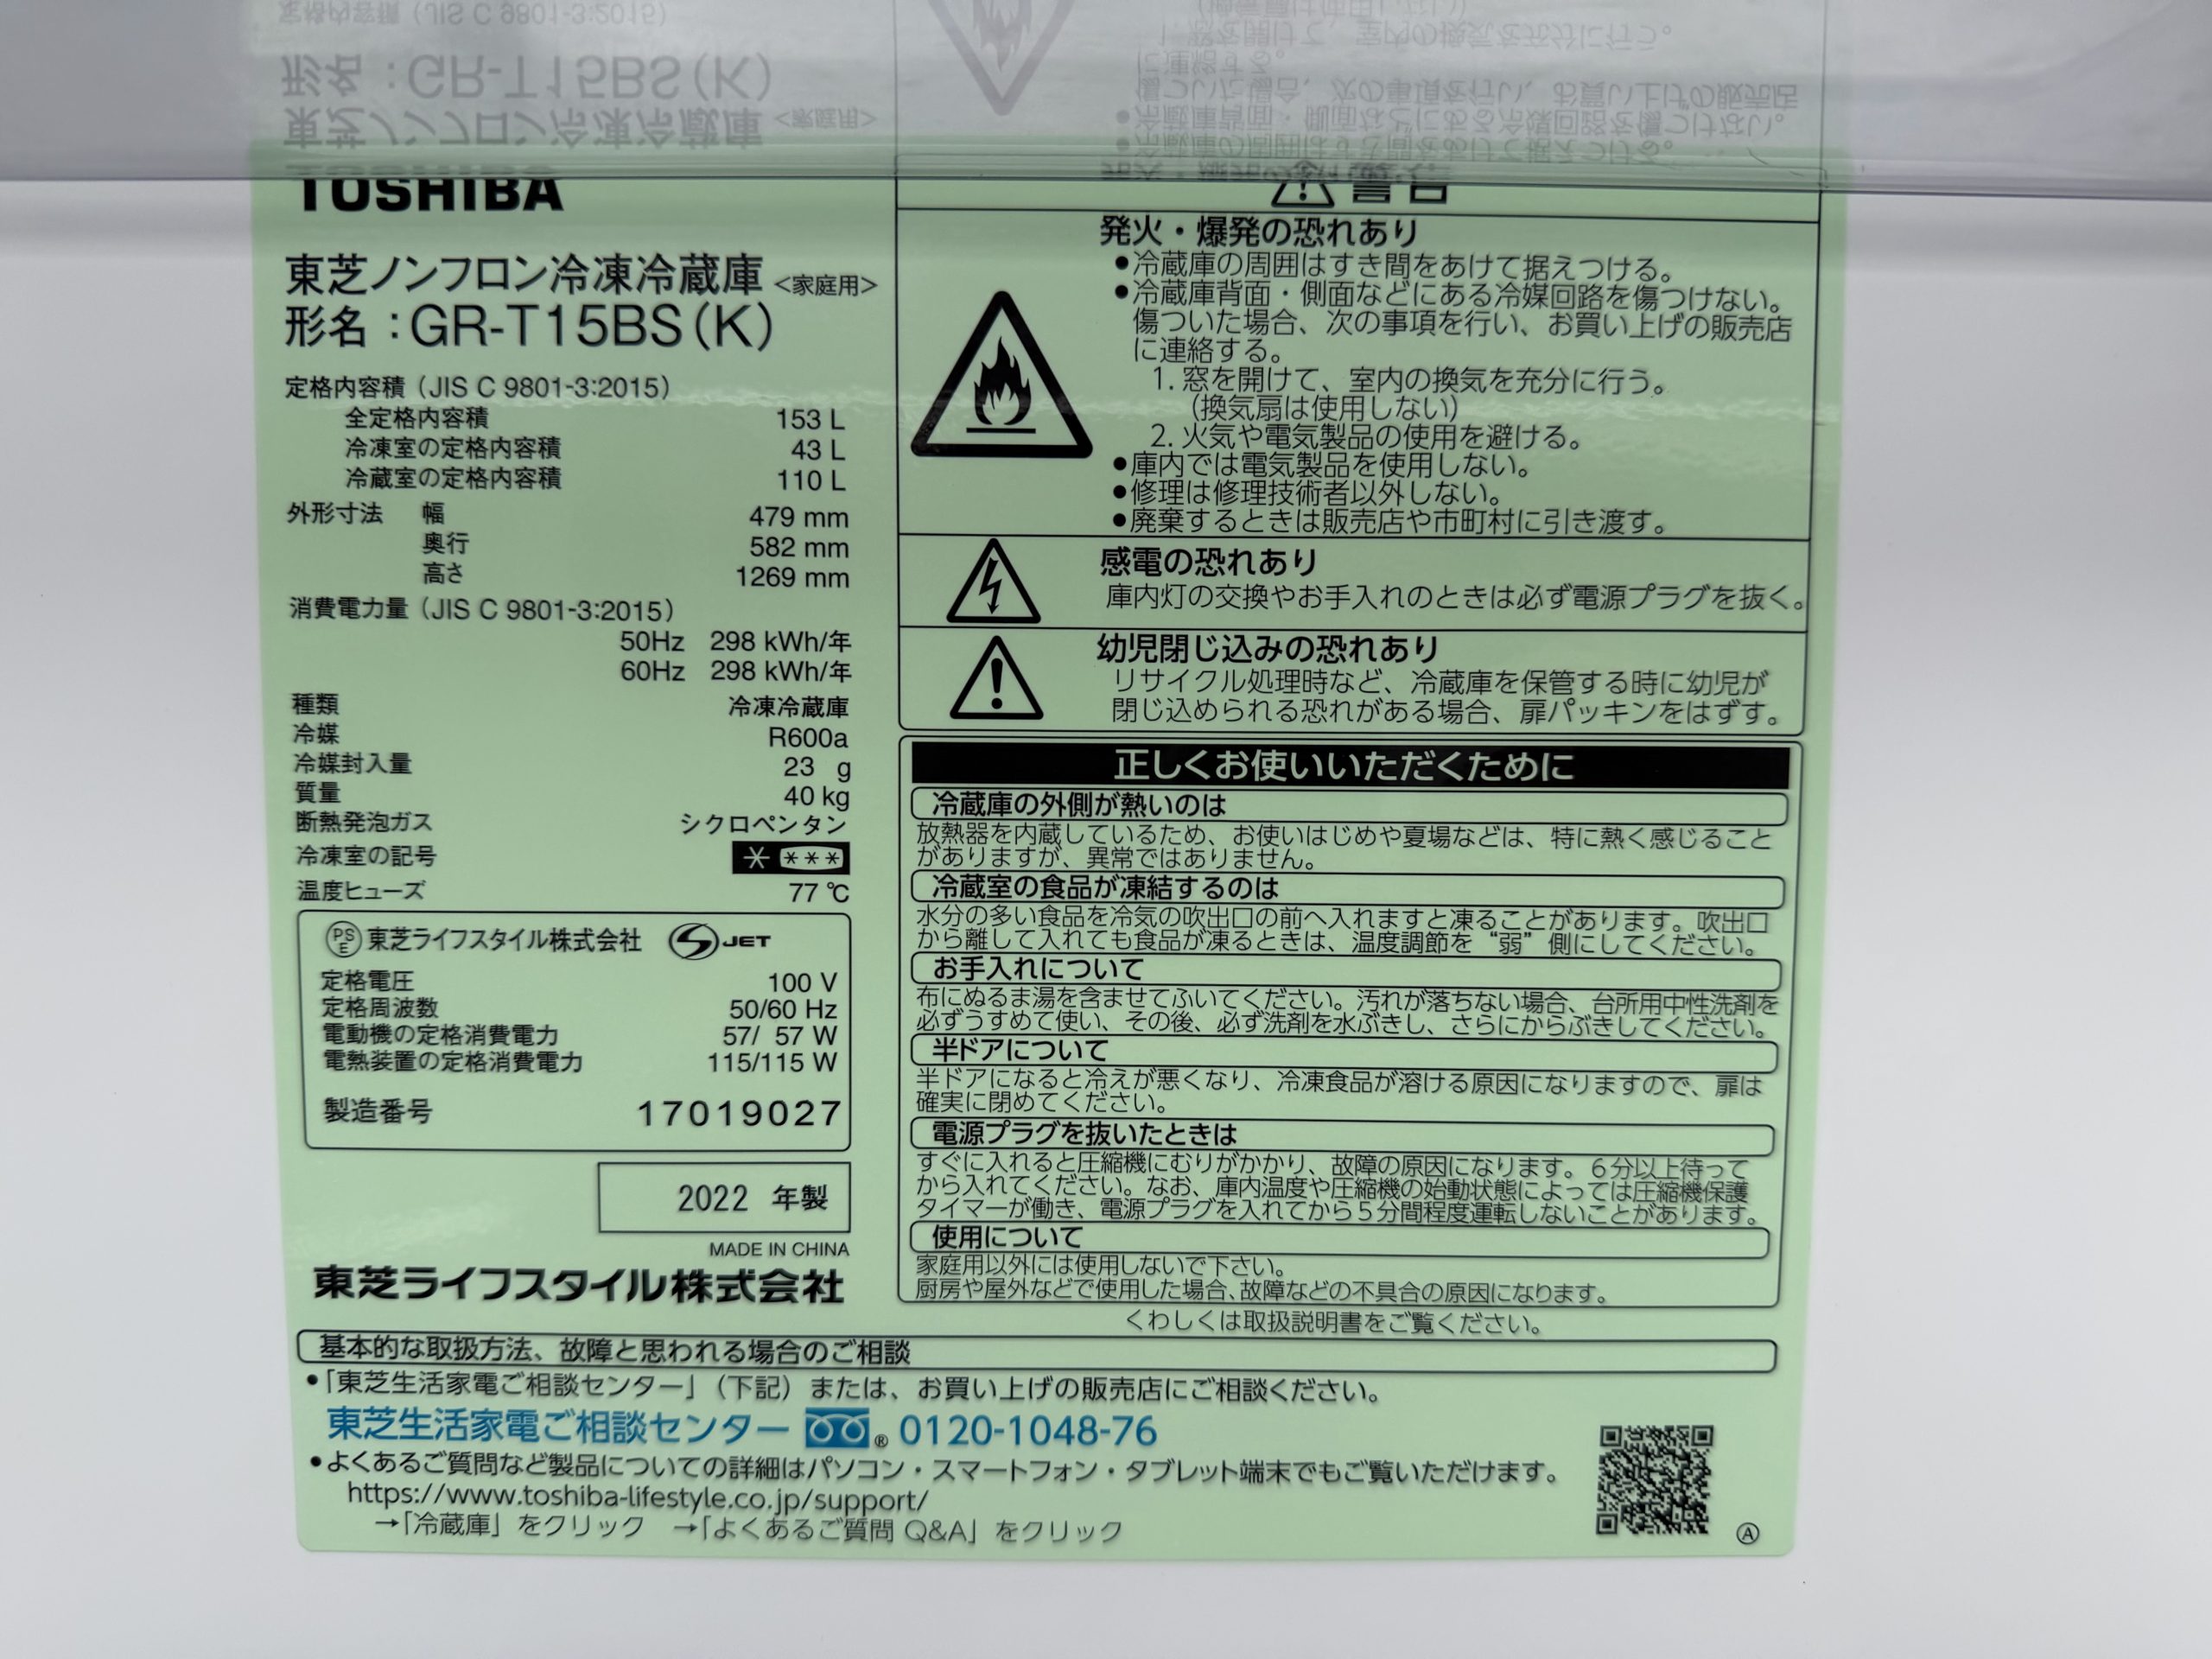 TOSHIBA
東芝ノンフロン冷凍冷蔵庫 <家庭用>
形名:GR-T15BS(K)
定格内容積(JIS C 9801-3:2015)
全定格内容積 153 L
冷凍室の定格内容積 43 L
冷蔵室の定格内容積 110 L
外形寸法 幅 479 mm
奥行 582 mm
高さ 1269 mm
消費電力量(JIS C 9801-3:2015)
50Hz 298 kWh/年
60Hz 298 kWh/年
種類 冷凍冷蔵庫
冷媒 R600a
冷媒封入量 23 g
質量 40 kg
断熱発泡ガス シクロペンタン
冷凍室の記号 * ***
温度ヒューズ 77 ℃
PSE 東芝ライフスタイル株式会社 JET
定格電圧 100 V
定格周波数 50/60 Hz
電動機の定格消費電力 57/ 57 W
電熱装置の定格消費電力 115/115 W
製造番号 17019027
2022 年製
MADE IN CHINA
東芝ライフスタイル株式会社
発火・爆発の恐れあり
●冷蔵庫の周囲はすき間をあけて据えつける。
●冷蔵庫背面・側面などにある冷媒回路を傷つけない。
傷ついた場合、次の事項を行い、お買い上げの販売店
に連絡する。
1. 窓を開けて、室内の換気を充分に行う。
(換気扇は使用しない)
2. 火気や電気製品の使用を避ける。
●庫内では電気製品を使用しない。
●修理は修理技術者以外しない。
●廃棄するときは販売店や市町村に引き渡す。
感電の恐れあり
庫内灯の交換やお手入れのときは必ず電源プラグを抜く。
幼児閉じ込みの恐れあり
リサイクル処理時など、冷蔵庫を保管する時に幼児が
閉じ込められる恐れがある場合、扉パッキンをはずす。
正しくお使いいただくために
冷蔵庫の外側が熱いのは
放熱器を内蔵しているため、お使いはじめや夏場などは、特に熱く感じること
がありますが、異常ではありません。
冷蔵室の食品が凍結するのは
水分の多い食品を冷気の吹出口の前へ入れますと凍ることがあります。吹出口
から離して入れても食品が凍るときは、温度調節を“弱”側にしてください。
お手入れについて
布にぬるま湯を含ませてふいてください。汚れが落ちない場合、台所用中性洗剤を
必ずうすめて使い、その後、必ず洗剤を水ぶきし、さらにからぶきしてください。
半ドアについて
半ドアになると冷えが悪くなり、冷凍食品が溶ける原因になりますので、扉は
確実に閉めてください。
電源プラグを抜いたときは
すぐに入れると圧縮機にむりがかかり、故障の原因になります。6分以上待って
から入れてください。なお、庫内温度や圧縮機の始動状態によっては圧縮機保護
タイマーが働き、電源プラグを入れてから5分間程度運転しないことがあります。
使用について
家庭用以外には使用しないで下さい。
厨房や屋外などで使用した場合、故障などの不具合の原因になります。
くわしくは取扱説明書をご覧ください。
基本的な取扱方法、故障と思われる場合のご相談
●「東芝生活家電ご相談センター」(下記)または、お買い上げの販売店にご相談ください。
東芝生活家電ご相談センター ® 0120-1048-76
●よくあるご質問など製品についての詳細はパソコン・スマートフォン・タブレット端末でもご覧いただけます。
https://www.toshiba-lifestyle.co.jp/support/
→「冷蔵庫」をクリック →「よくあるご質問 Q&A」をクリック
Ⓐ